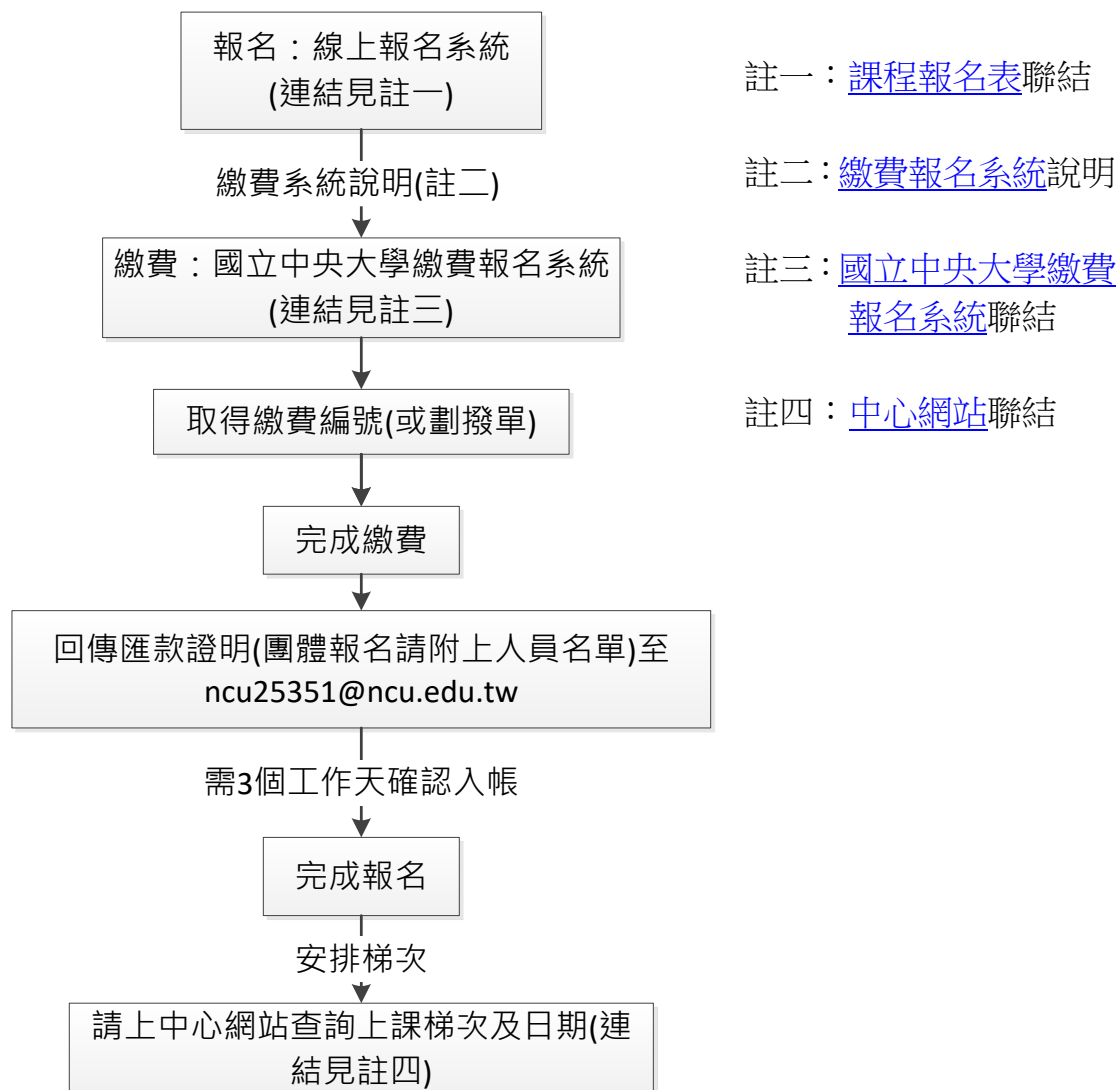 報名：線上報名系統
(連結見註一)
繳費系統說明(註二)
繳費：國立中央大學繳費報名系統
(連結見註三)
取得繳費編號(或劃撥單)
完成繳費
回傳匯款證明(團體報名請附上人員名單)至
ncu25351@ncu.edu.tw
需3個工作天確認入帳
完成報名
安排梯次
請上中心網站查詢上課梯次及日期(連
結見註四)
註一：課程報名表聯結
註二：繳費報名系統說明
註三：國立中央大學繳費
報名系統聯結
註四：中心網站聯結